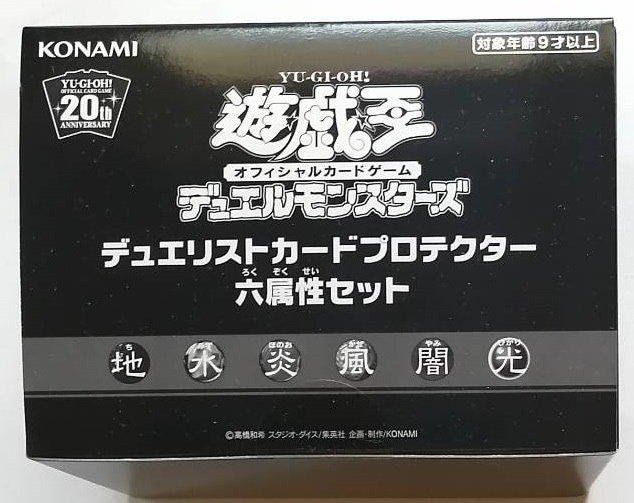 KONAMI
対象年齢9才以上
YU-GI-OH!
OFFICIAL CARD GAME
20th
ANNIVERSARY
YU-GI-OH!
遊戯王
オフィシャルカードゲーム
デュエルモンスターズ
デュエリストカードプロテクター
ろく ぞく せい
六属性セット
ち みず ほのお かぜ やみ ひかり
地 水 炎 風 闇 光
©高橋和希 スタジオ・ダイス/集英社 企画・制作/KONAMI